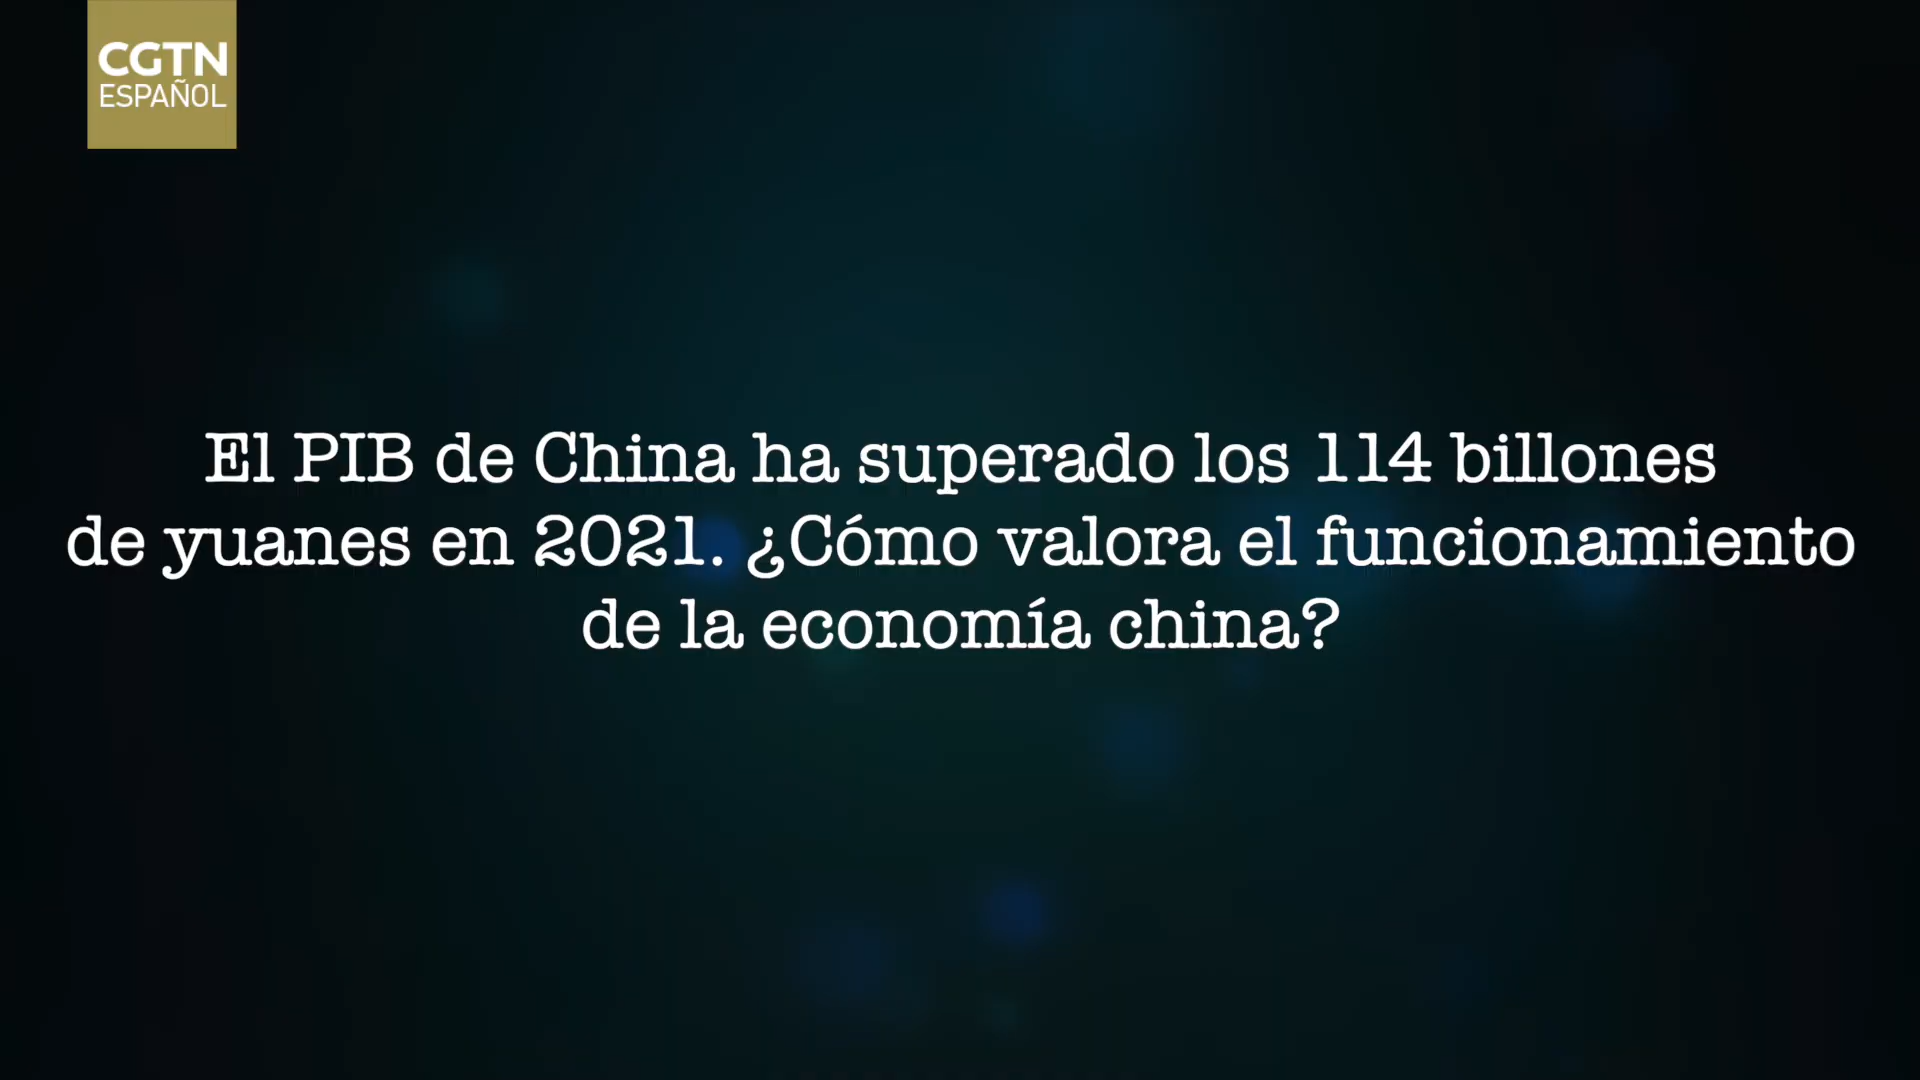 CGTN
ESPAÑOL
El PIB de China ha superado los 114 billones
de yuanes en 2021. ¿Cómo valora el funcionamiento
de la economía china?